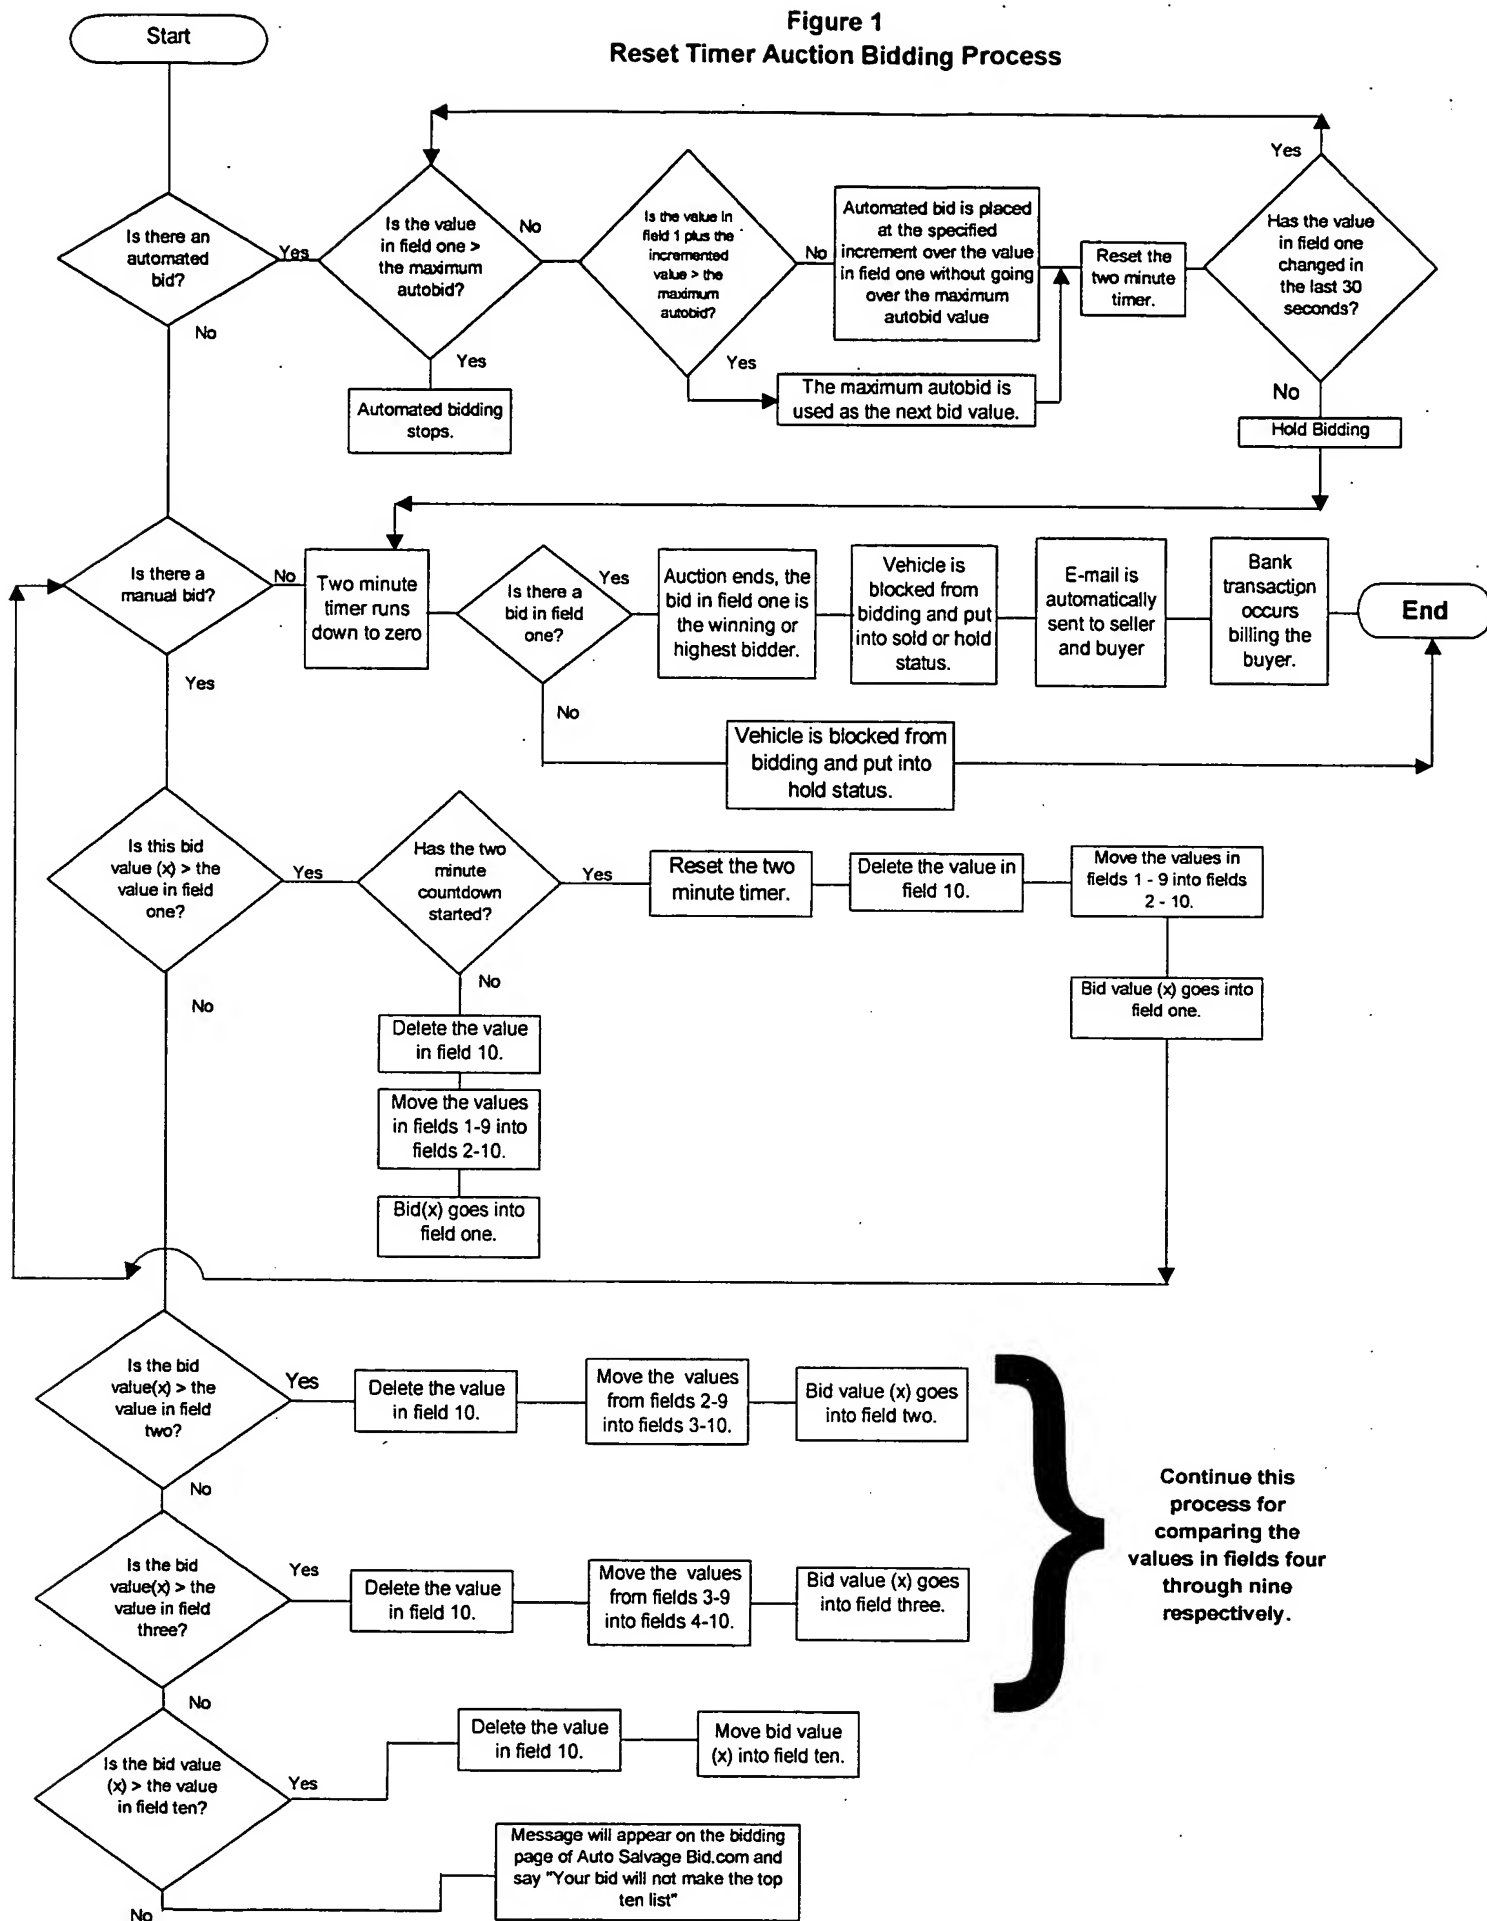 Figure 1
Reset Timer Auction Bidding Process
Start
Is there an
automated
bid?
Yes
No
Is the value
in field one >
the maximum
autobid?
No
Yes
Automated bidding
stops.
Is the value in
field 1 plus the
incremented
value > the
maximum
autobid?
No
Yes
Automated bid is placed
at the specified
increment over the value
in field one without going
over the maximum
autobid value
The maximum autobid is
used as the next bid value.
Reset the
two minute
timer.
Yes
Has the value
in field one
changed in
the last 30
seconds?
No
Hold Bidding
Is there a
manual bid?
No
Yes
Two minute
timer runs
down to zero
Is there a
bid in field
one?
Yes
No
Auction ends, the
bid in field one is
the winning or
highest bidder.
Vehicle is
blocked from
bidding and put
into sold or hold
status.
E-mail is
automatically
sent to seller
and buyer
Bank
transaction
occurs
billing the
buyer.
End
Vehicle is blocked from
bidding and put into
hold status.
Is this bid
value (x) > the
value in field
one?
Yes
No
Has the two
minute
countdown
started?
Yes
No
Reset the two
minute timer.
Delete the value in
field 10.
Move the values in
fields 1 - 9 into fields
2 - 10.
Bid value (x) goes into
field one.
Delete the value
in field 10.
Move the values
in fields 1-9 into
fields 2-10.
Bid(x) goes into
field one.
Is the bid
value(x) > the
value in field
two?
Yes
No
Delete the value
in field 10.
Move the values
from fields 2-9
into fields 3-10.
Bid value (x) goes
into field two.
Is the bid
value(x) > the
value in field
three?
Yes
No
Delete the value
in field 10.
Move the values
from fields 3-9
into fields 4-10.
Bid value (x) goes
into field three.
Continue this
process for
comparing the
values in fields four
through nine
respectively.
Is the bid value
(x) > the value
in field ten?
Yes
No
Delete the value
in field 10.
Move bid value
(x) into field ten.
Message will appear on the bidding
page of Auto Salvage Bid.com and
say "Your bid will not make the top
ten list"